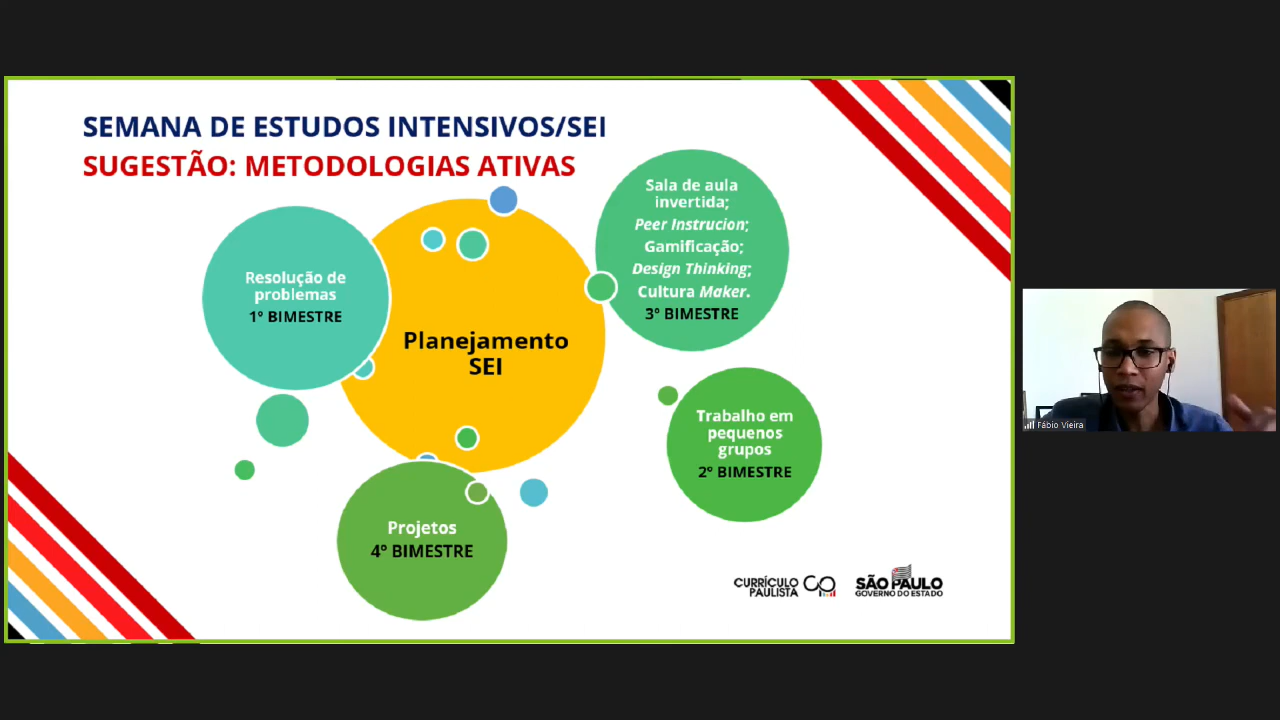 SEMANA DE ESTUDOS INTENSIVOS/SEI
SUGESTÃO: METODOLOGIAS ATIVAS
Resolução de
problemas
1º BIMESTRE
Planejamento
SEI
Sala de aula
invertida;
Peer Instrucion;
Gamificação;
Design Thinking;
Cultura Maker.
3º BIMESTRE
Trabalho em
pequenos
grupos
2º BIMESTRE
Projetos
4º BIMESTRE
CURRÍCULO
PAULISTA
SÃO PAULO
GOVERNO DO ESTADO
Fábio Vieira